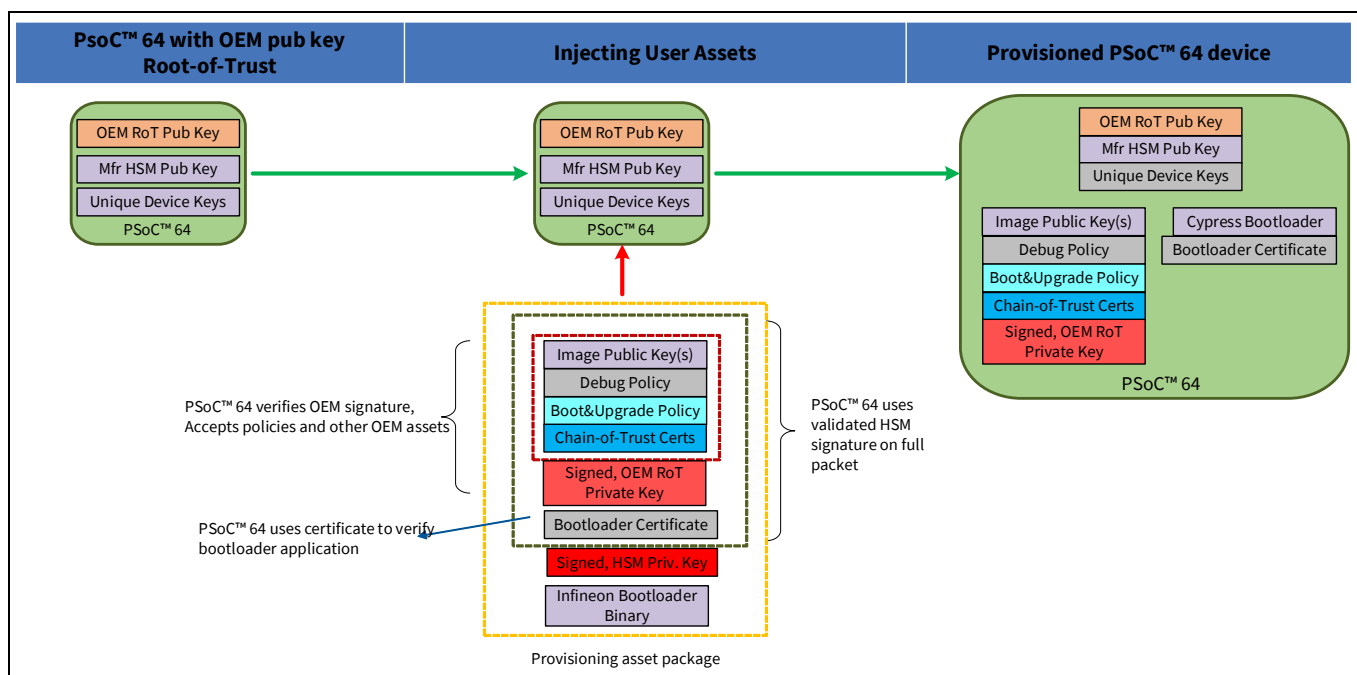 PsoC™ 64 with OEM pub key
Root-of-Trust
Injecting User Assets
Provisioned PSoC™ 64 device
OEM RoT Pub Key
Mfr HSM Pub Key
Unique Device Keys
PSoC™ 64
OEM RoT Pub Key
Mfr HSM Pub Key
Unique Device Keys
PSoC™ 64
OEM RoT Pub Key
Mfr HSM Pub Key
Unique Device Keys
Image Public Key(s)
Debug Policy
Boot&Upgrade Policy
Chain-of-Trust Certs
Signed, OEM RoT
Private Key
Cypress Bootloader
Bootloader Certificate
PSoC™ 64
Image Public Key(s)
Debug Policy
Boot&Upgrade Policy
Chain-of-Trust Certs
Signed, OEM RoT
Private Key
Bootloader Certificate
Signed, HSM Priv. Key
Infineon Bootloader
Binary
Provisioning asset package
PSoC™ 64 verifies OEM signature,
Accepts policies and other OEM assets
PSoC™ 64 uses certificate to verify
bootloader application
PSoC™ 64 uses
validated HSM
signature on full
packet